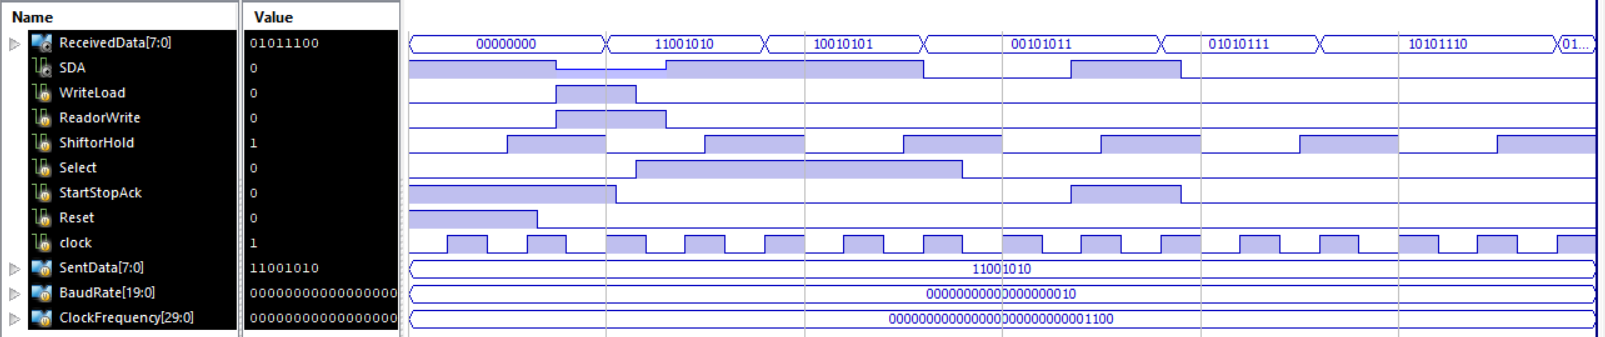 Name Value
ReceivedData[7:0] 01011100 00000000 11001010 10010101 00101011 01010111 10101110 01...
SDA 0
WriteLoad 0
ReadorWrite 0
ShiftorHold 1
Select 0
StartStopAck 0
Reset 0
clock 1
SentData[7:0] 11001010 11001010
BaudRate[19:0] 00000000000000000 00000000000000000010
ClockFrequency[29:0] 00000000000000000 000000000000000000000000001100